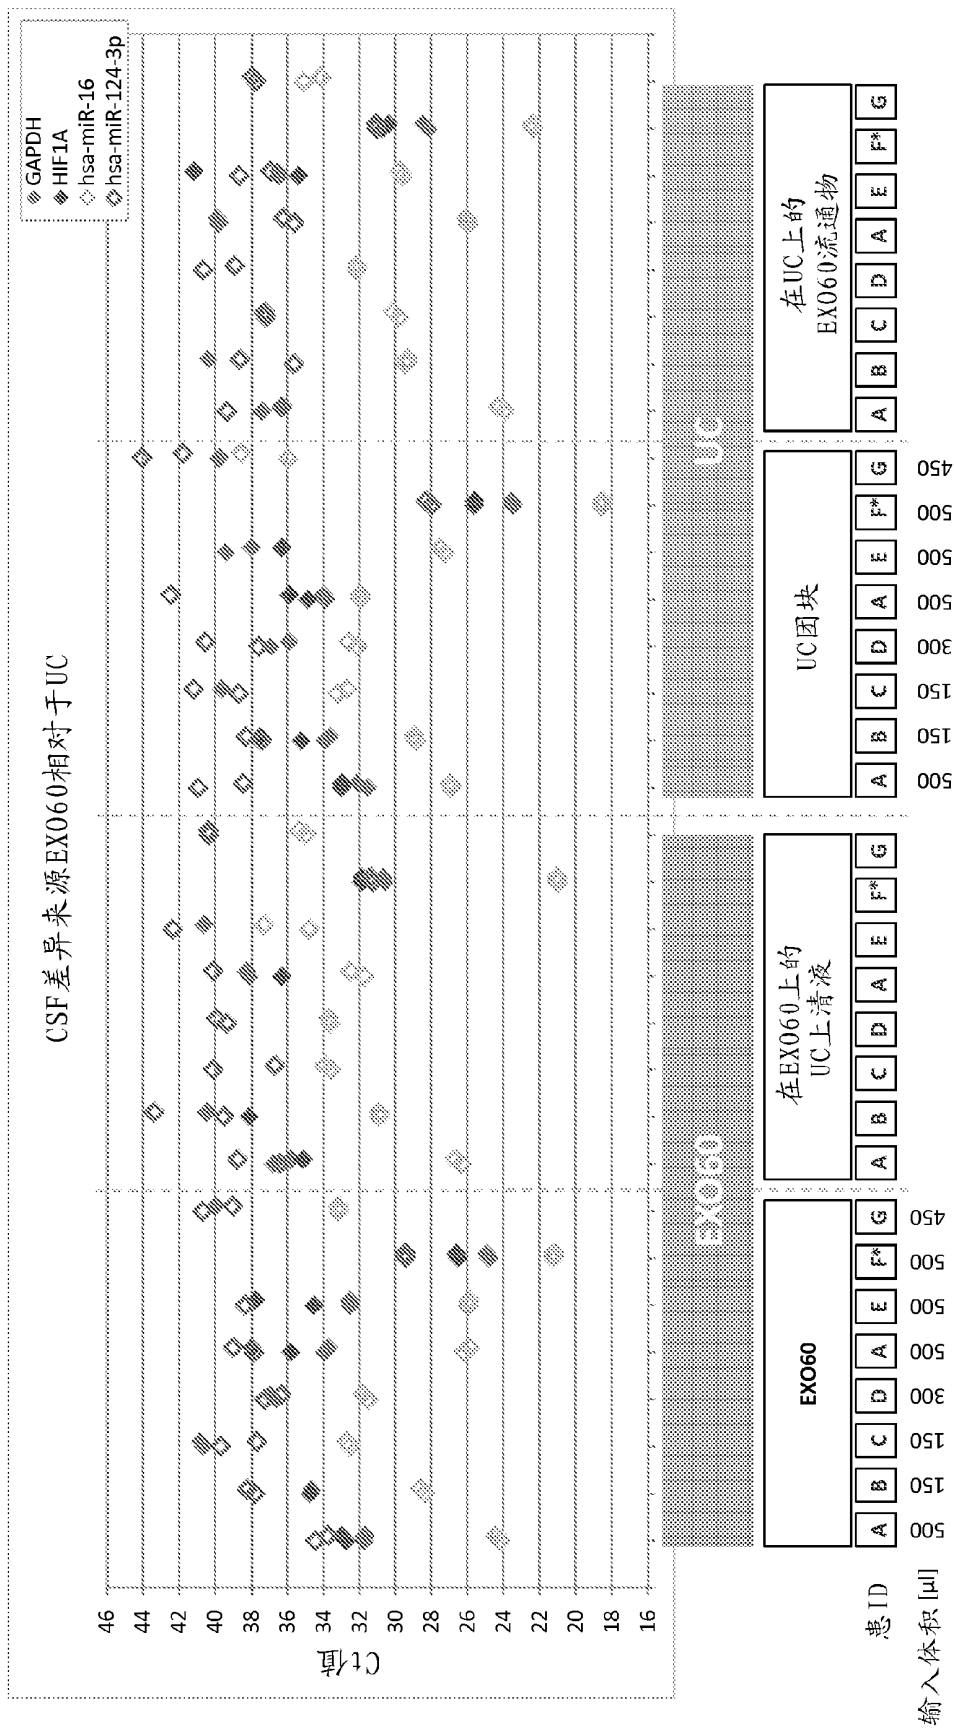 CSF差异来源EXO60相对于UC
GAPDH
HIF1A
hsa-miR-16
hsa-miR-124-3p
Ct值
46
44
42
40
38
36
34
32
30
28
26
24
22
20
18
16
EXO60
UC
EXO60
在EXO60上的
UC上清液
UC团块
在UC上的
EXO60流通物
患ID
A B C D A E F* G
A B C D A E F* G
A B C D A E F* G
A B C D A E F* G
输入体积 [µl]
500 150 150 300 500 500 500 450
500 150 150 300 500 500 500 450